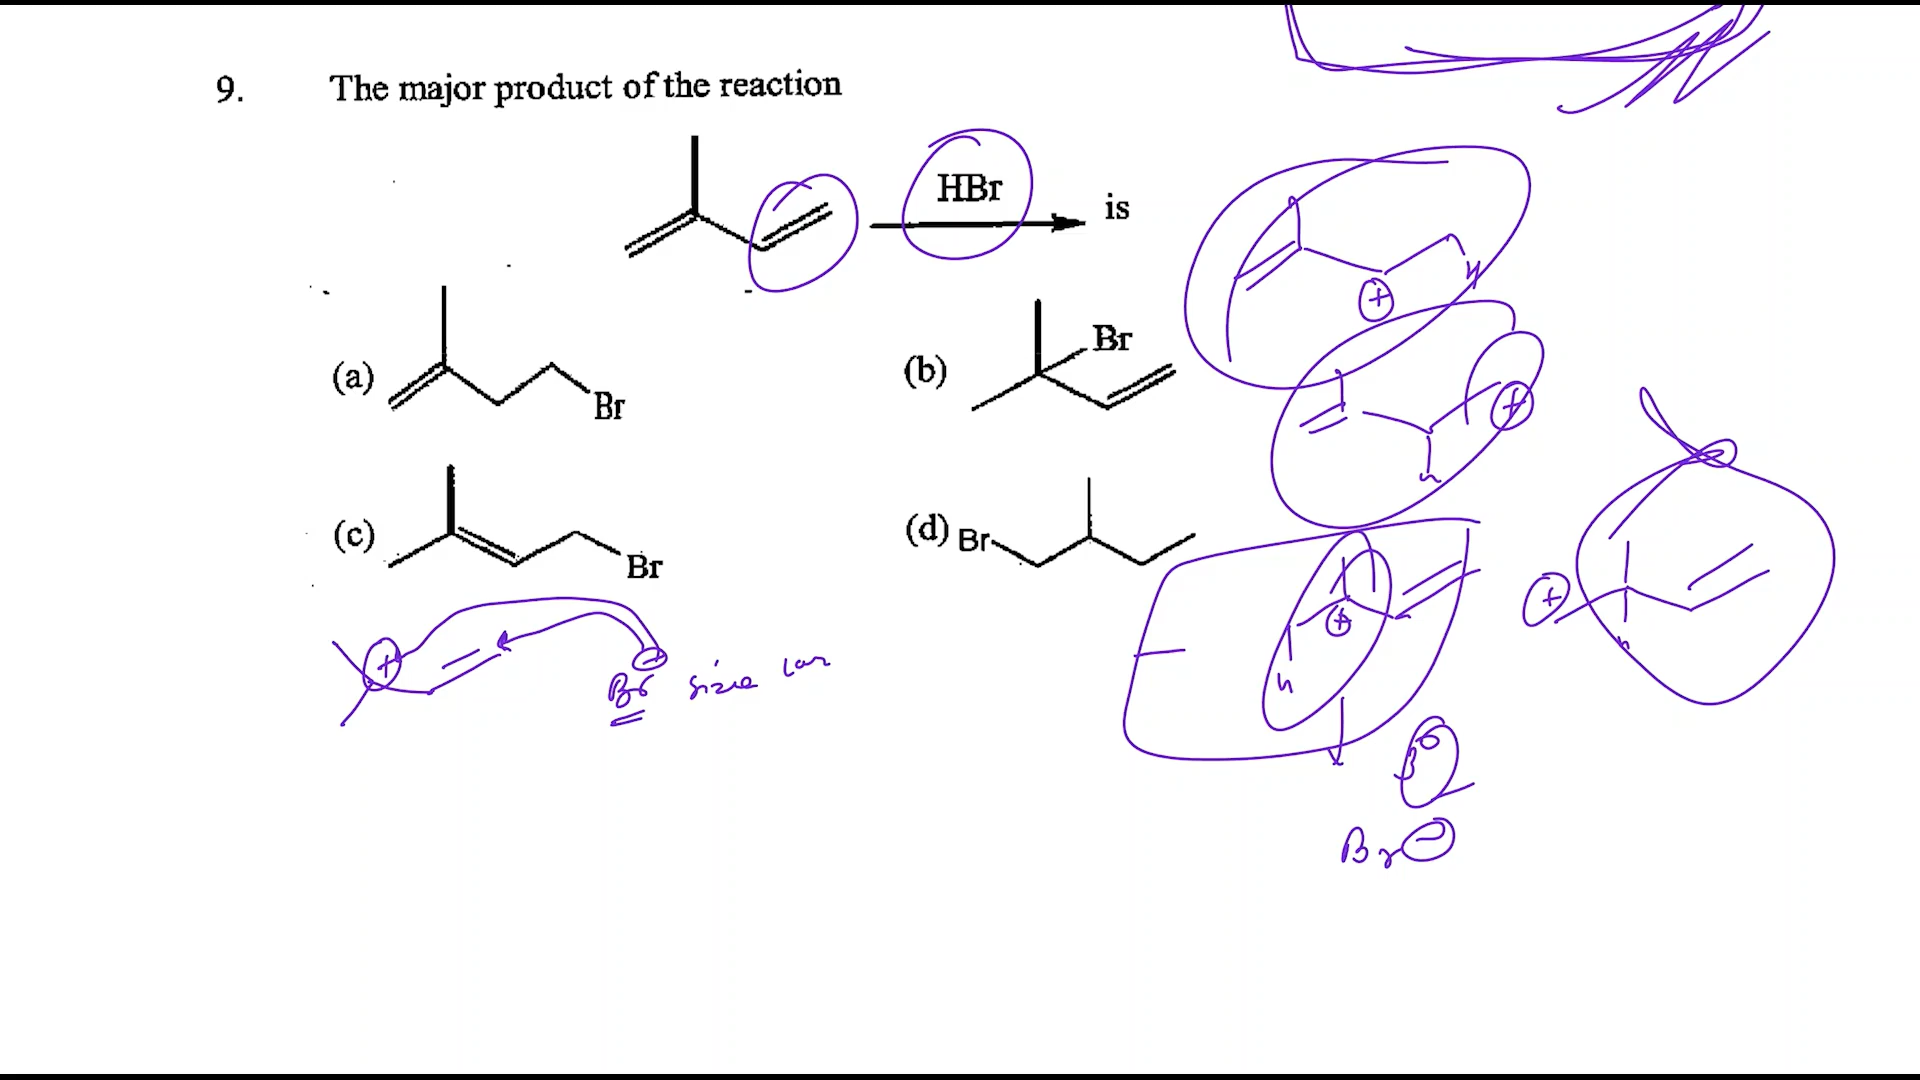 9. The major product of the reaction
HBr
is
(a)
Br
(b)
Br
(c)
Br
(d)
Br
H
Br size
Br